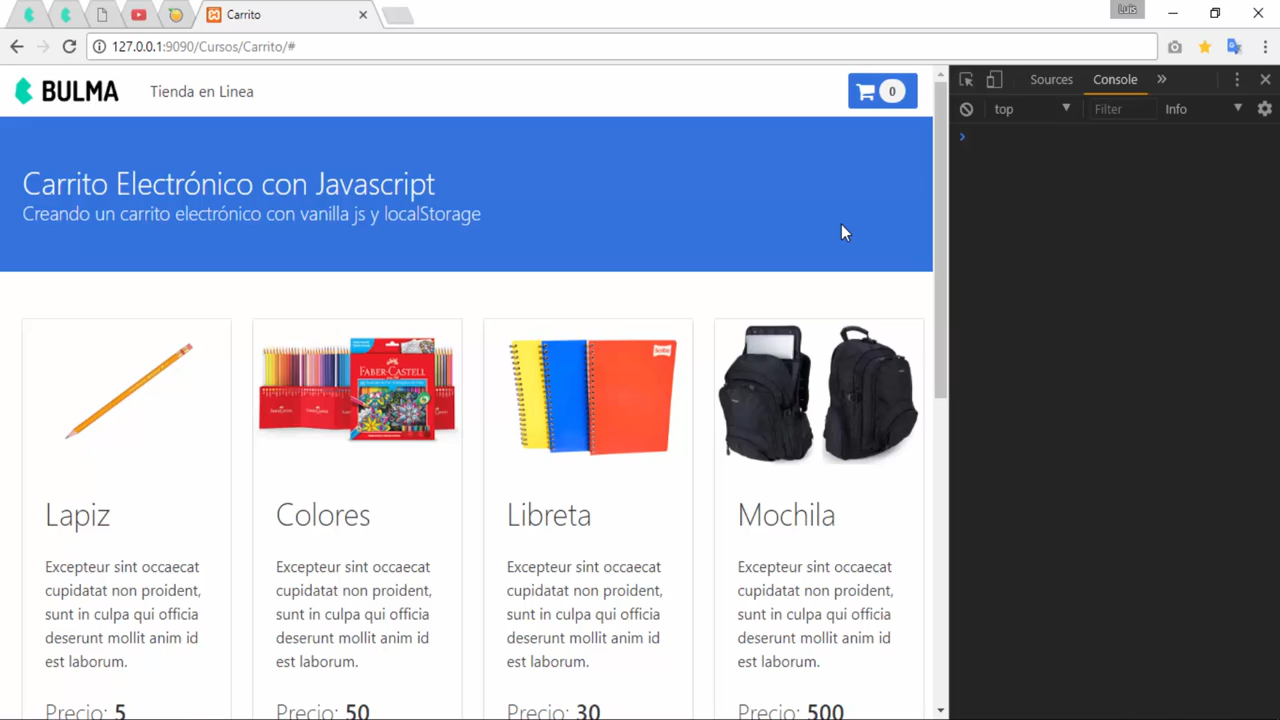 Carrito
Luis
127.0.0.1:9090/Cursos/Carrito/#
BULMA
Tienda en Linea
0
Sources
Console
top
Filter
Info
Carrito Electrónico con Javascript
Creando un carrito electrónico con vanilla js y localStorage
FABER-CASTELL
Lapiz
Colores
Libreta
Mochila
Excepteur sint occaecat
cupidatat non proident,
sunt in culpa qui officia
deserunt mollit anim id
est laborum.
Excepteur sint occaecat
cupidatat non proident,
sunt in culpa qui officia
deserunt mollit anim id
est laborum.
Excepteur sint occaecat
cupidatat non proident,
sunt in culpa qui officia
deserunt mollit anim id
est laborum.
Excepteur sint occaecat
cupidatat non proident,
sunt in culpa qui officia
deserunt mollit anim id
est laborum.
Precio: 5
Precio: 50
Precio: 30
Precio: 500